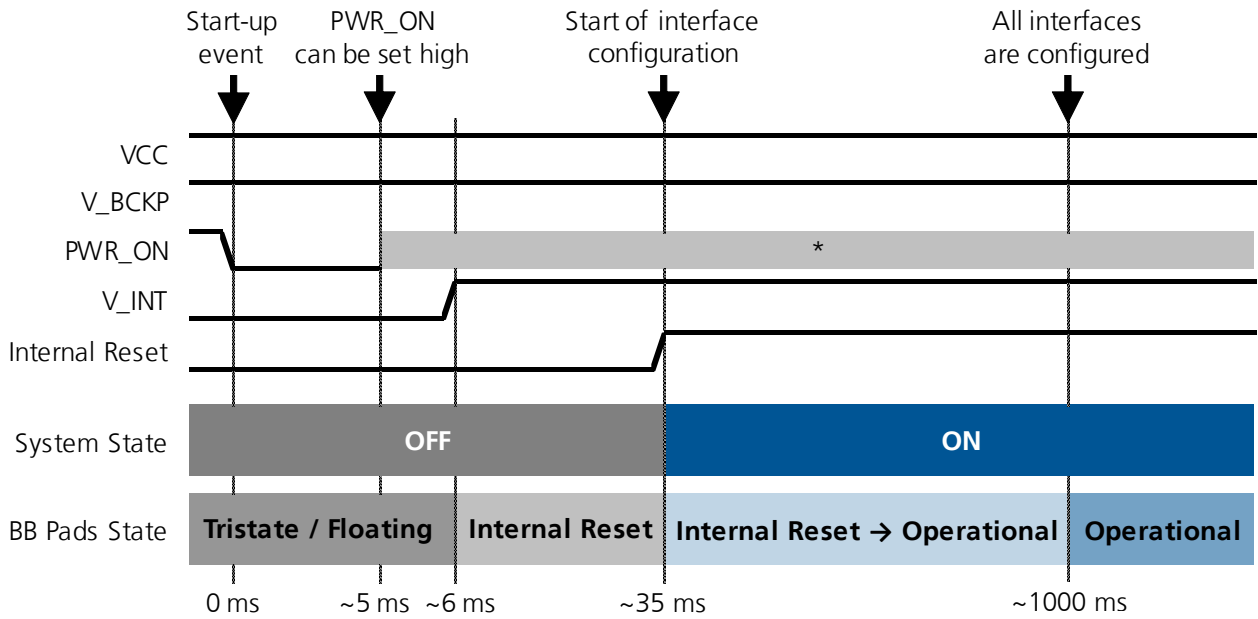 Start-up
event
PWR_ON
can be set high
Start of interface
configuration
All interfaces
are configured
VCC
V_BCKP
PWR_ON
*
V_INT
Internal Reset
System State
OFF
ON
BB Pads State
Tristate / Floating
Internal Reset
Internal Reset → Operational
Operational
0 ms
~5 ms
~6 ms
~35 ms
~1000 ms